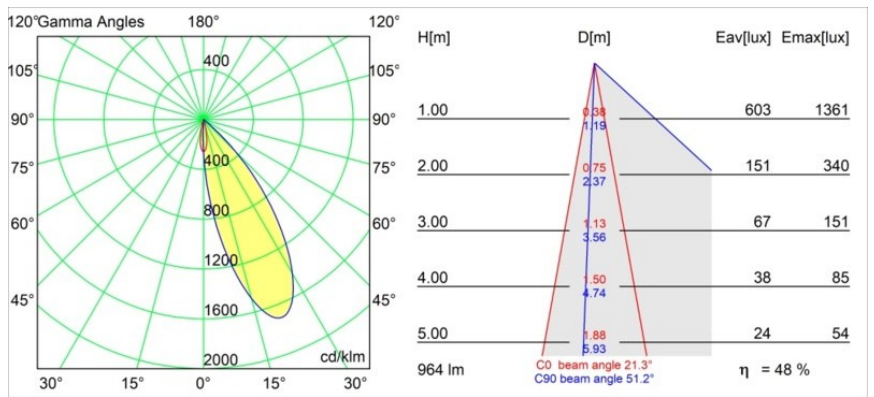 120° Gamma Angles 180° 120°
400
105° 105°
90° 90°
400
75° 75°
800
60° 60°
1200
45° 45°
1600
2000 cd/klm
30° 15° 0° 15° 30°
H[m] D[m] Eav[lux] Emax[lux]
1.00 0.38 603 1361
1.19
2.00 0.75 151 340
2.37
3.00 1.13 67 151
3.56
4.00 1.50 38 85
4.74
5.00 1.88 24 54
5.93
964 lm C0 beam angle 21.3° η = 48 %
C90 beam angle 51.2°